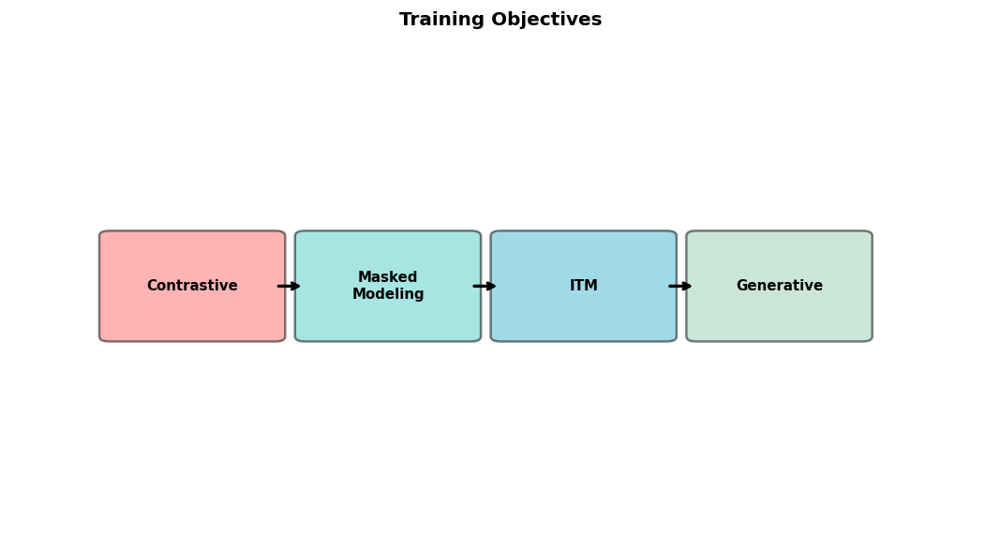 Training Objectives
Contrastive
Masked
Modeling
ITM
Generative